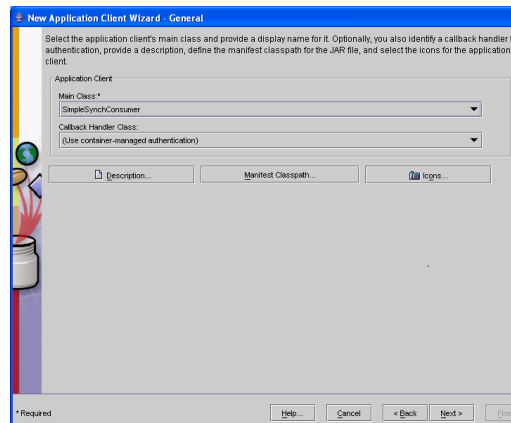 New Application Client Wizard - General
Select the application client's main class and provide a display name for it. Optionally, you also identify a callback handler
authentication, provide a description, define the manifest classpath for the JAR file, and select the icons for the application
client.
Application Client
Main Class:*
SimpleSynchConsumer
Callback Handler Class:
(Use container-managed authentication)
Description... Manifest Classpath... Icons...
* Required Help... Cancel < Back Next >